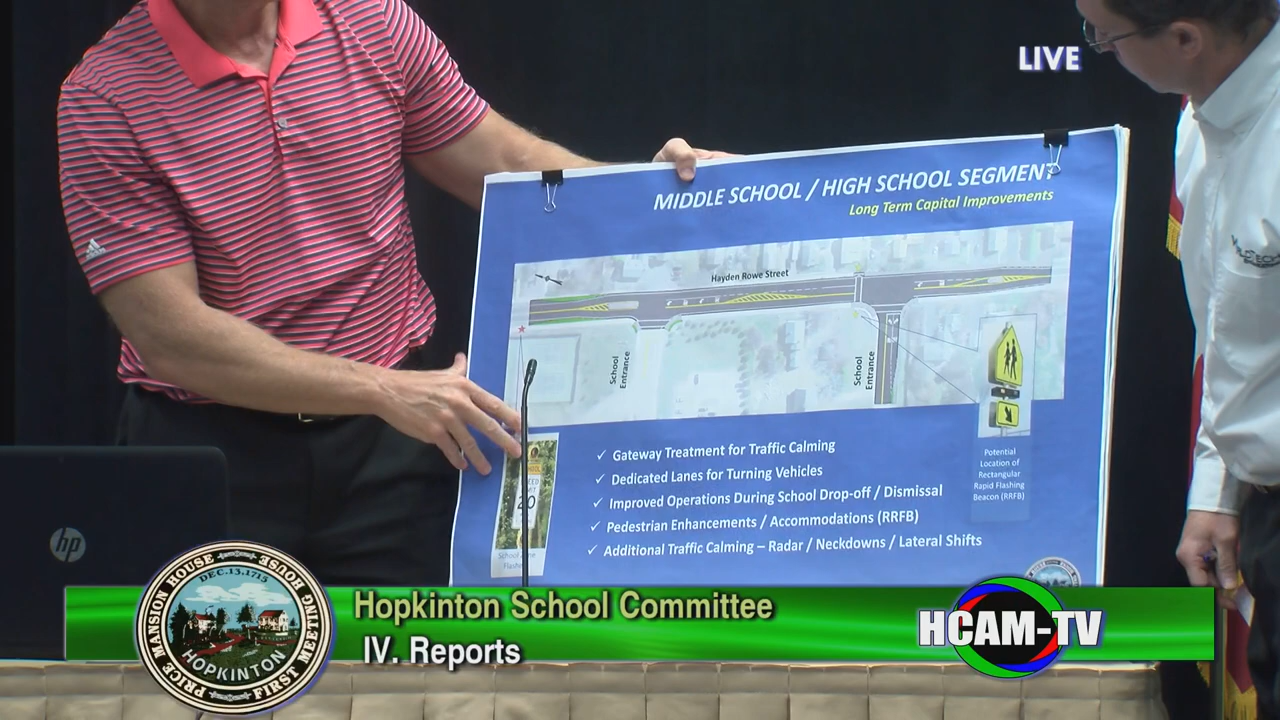 LIVE
MIDDLE SCHOOL / HIGH SCHOOL SEGMENT
Long Term Capital Improvements
Hayden Rowe Street
School
Entrance
School
Entrance
✓ Gateway Treatment for Traffic Calming
✓ Dedicated Lanes for Turning Vehicles
✓ Improved Operations During School Drop-off / Dismissal
✓ Pedestrian Enhancements / Accommodations (RRFB)
✓ Additional Traffic Calming – Radar / Neckdowns / Lateral Shifts
Potential
Location of
Rectangular
Rapid Flashing
Beacon (RRFB)
20
hp
DEC.13.1715
PRICE MANSION HOUSE
FIRST MEETING HOUSE
HOPKINTON
Hopkinton School Committee
IV. Reports
HCAM-TV